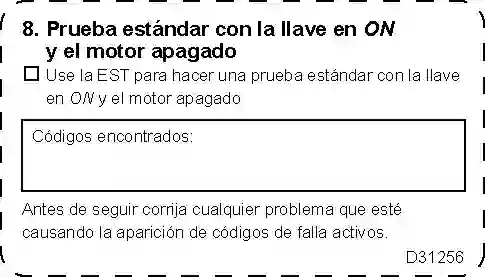 8. Prueba estándar con la llave en ON
y el motor apagado
Use la EST para hacer una prueba estándar con la llave
en ON y el motor apagado
Códigos encontrados:
Antes de seguir corrija cualquier problema que esté
causando la aparición de códigos de falla activos.
D31256